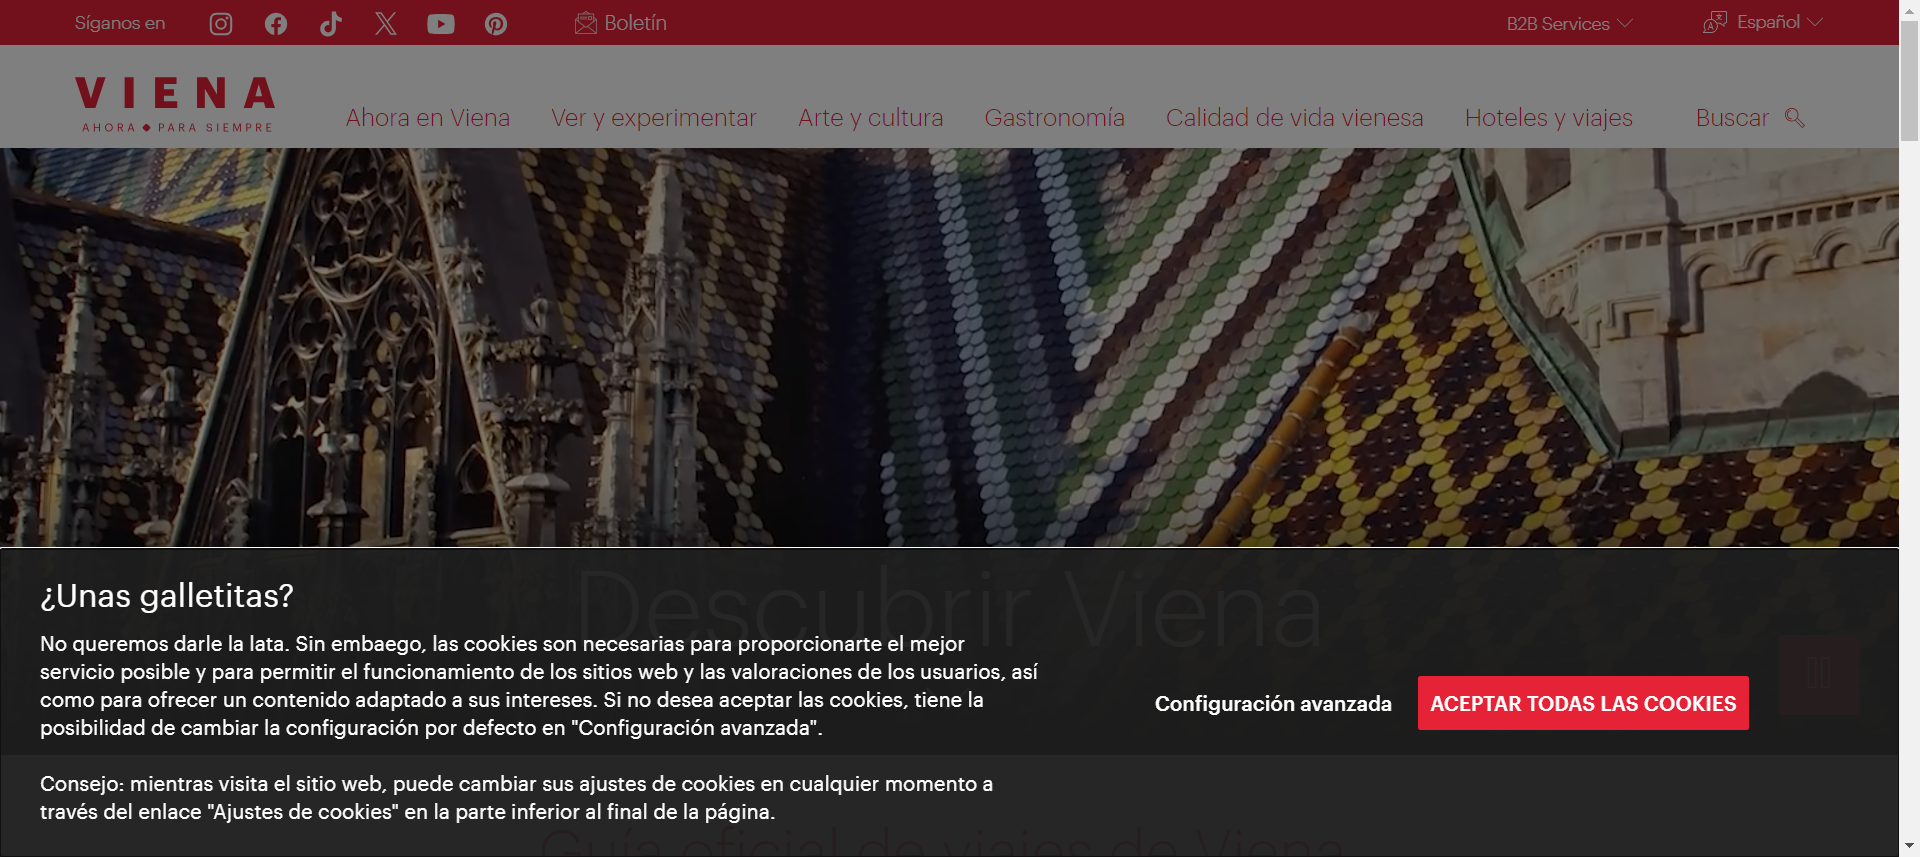 Síganos en
Boletín
B2B Services
Español
VIENA
AHORA PARA SIEMPRE
Ahora en Viena
Ver y experimentar
Arte y cultura
Gastronomía
Calidad de vida vienesa
Hoteles y viajes
Buscar
Descubrir Viena
¿Unas galletitas?
No queremos darle la lata. Sin embaego, las cookies son necesarias para proporcionarte el mejor
servicio posible y para permitir el funcionamiento de los sitios web y las valoraciones de los usuarios, así
como para ofrecer un contenido adaptado a sus intereses. Si no desea aceptar las cookies, tiene la
posibilidad de cambiar la configuración por defecto en "Configuración avanzada".
Configuración avanzada
ACEPTAR TODAS LAS COOKIES
Consejo: mientras visita el sitio web, puede cambiar sus ajustes de cookies en cualquier momento a
través del enlace "Ajustes de cookies" en la parte inferior al final de la página.
Guía oficial de viajes de Viena